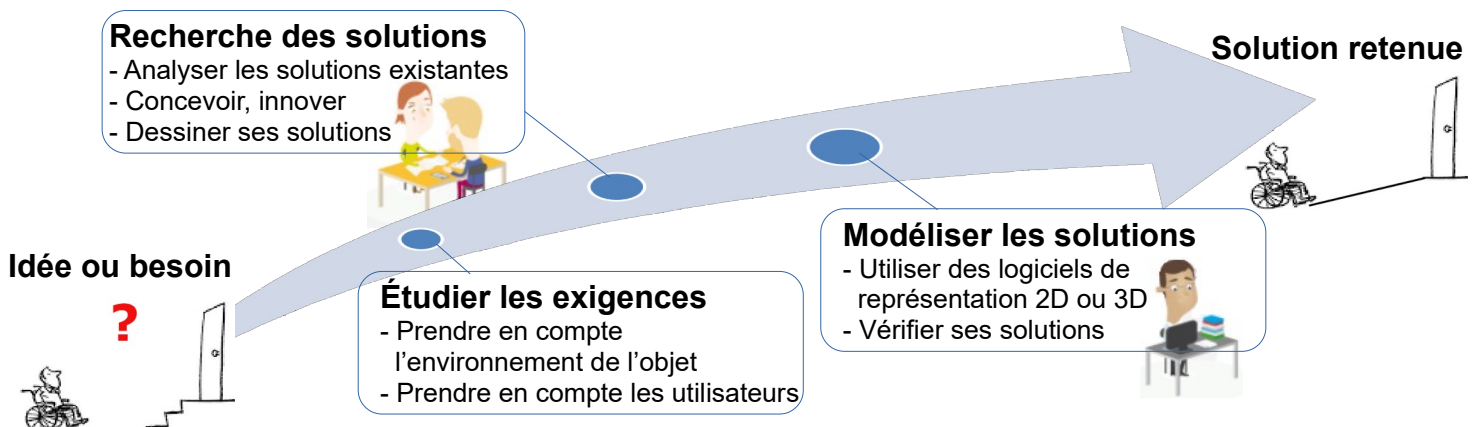 Idée ou besoin
?
Étudier les exigences
- Prendre en compte
l’environnement de l’objet
- Prendre en compte les utilisateurs
Recherche des solutions
- Analyser les solutions existantes
- Concevoir, innover
- Dessiner ses solutions
Modéliser les solutions
- Utiliser des logiciels de
représentation 2D ou 3D
- Vérifier ses solutions
Solution retenue